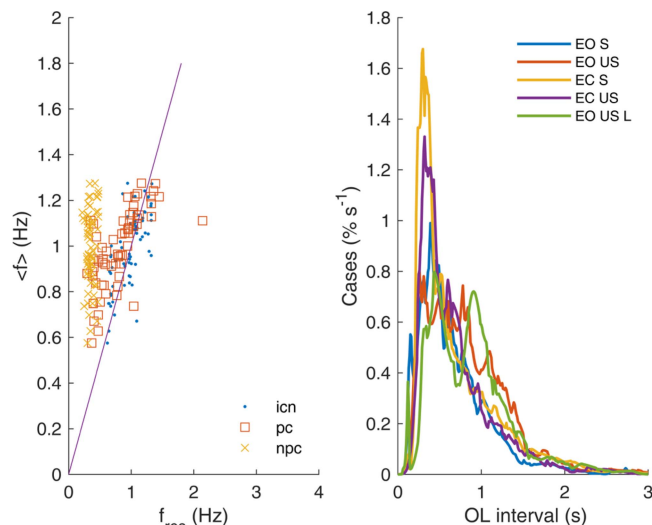 2
1.8
1.6
1.4
1.2
1
0.8
0.6
0.4
0.2
0
<f> (Hz)
0 1 2 3 4
(Hz)
icn
pc
npc
1.8
1.6
1.4
1.2
1
0.8
0.6
0.4
0.2
0
Cases (% s⁻¹)
0 1 2 3
OL interval (s)
EO S
EO US
EC S
EC US
EO US L